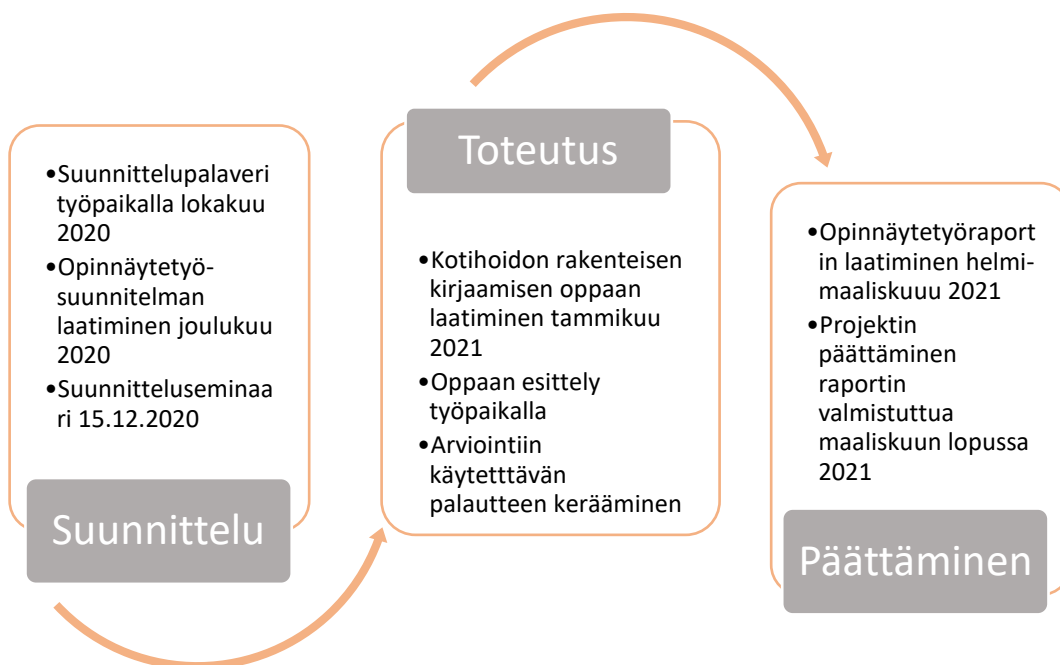 •Suunnittelupalaveri
työpaikalla lokakuu
2020
•Opinnäytetyö-
suunnitelman
laatiminen joulukuu
2020
•Suunnitteluseminaa
ri 15.12.2020
Suunnittelu
Toteutus
•Kotihoidon rakenteisen
kirjaamisen oppaan
laatiminen tammikuu
2021
•Oppaan esittely
työpaikalla
•Arviointiin
käytetttävän
palautteen kerääminen
•Opinnäytetyöraport
in laatiminen helmi-
maaliskuuu 2021
•Projektin
päättäminen
raportin
valmistuttua
maaliskuun lopussa
2021
Päättäminen